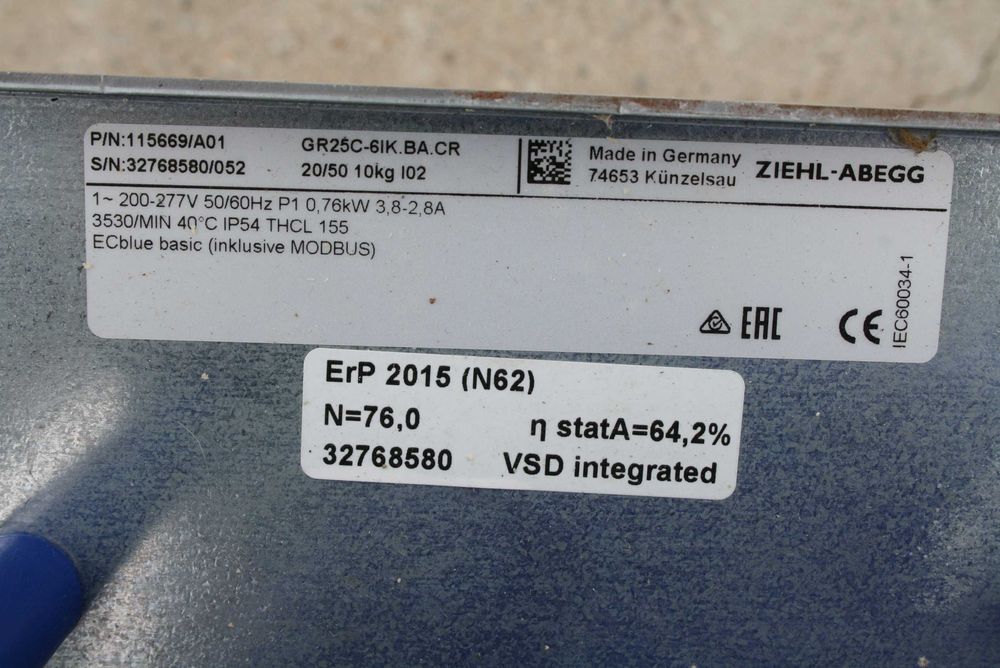 P/N:115669/A01 GR25C-6IK.BA.CR
S/N:32768580/052 20/50 10kg I02
Made in Germany
74653 Künzelsau
ZIEHL-ABEGG
1~ 200-277V 50/60Hz P1 0,76kW 3,8-2,8A
3530/MIN 40°C IP54 THCL 155
ECblue basic (inklusive MODBUS)
EAC CE
IEC60034-1
ErP 2015 (N62)
N=76,0 η statA=64,2%
32768580 VSD integrated